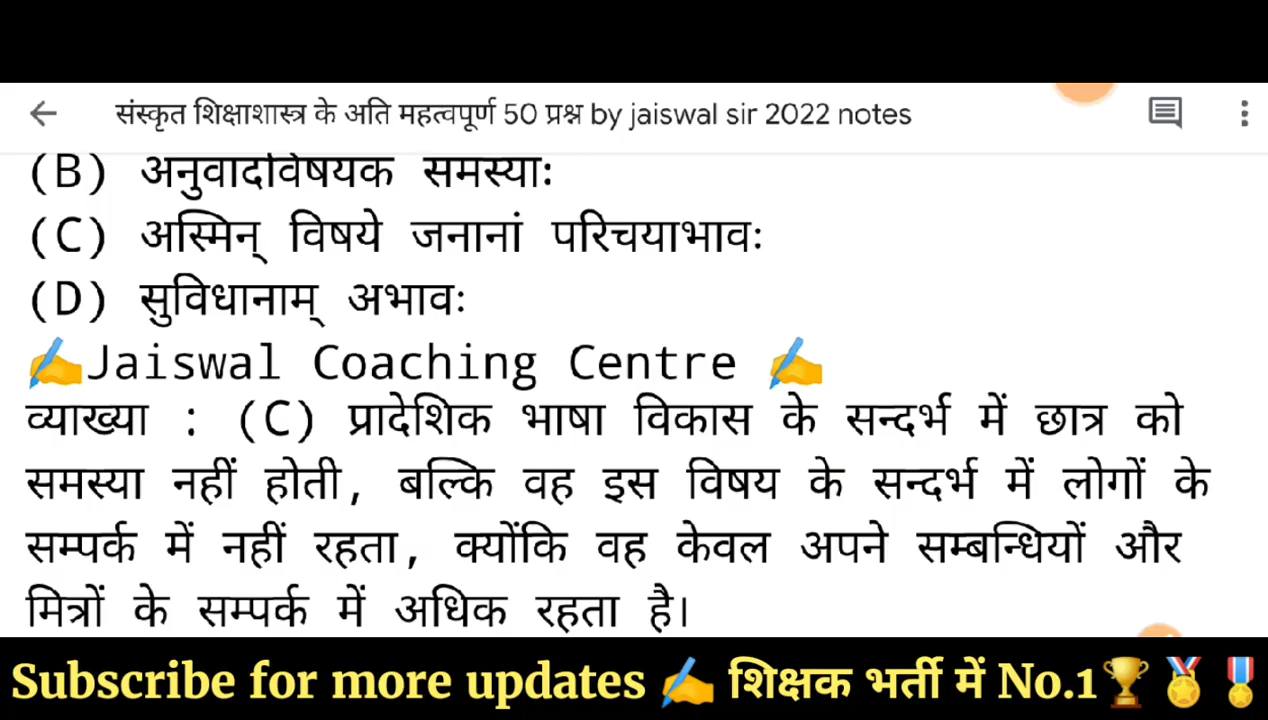 संस्कृत शिक्षाशास्त्र के अति महत्वपूर्ण 50 प्रश्न by jaiswal sir 2022 notes
(B) अनुवादविषयक समस्याः
(C) अस्मिन् विषये जनानां परिचयाभावः
(D) सुविधानाम् अभावः
✍️Jaiswal Coaching Centre ✍️
व्याख्या : (C) प्रादेशिक भाषा विकास के सन्दर्भ में छात्र को
समस्या नहीं होती, बल्कि वह इस विषय के सन्दर्भ में लोगों के
सम्पर्क में नहीं रहता, क्योंकि वह केवल अपने सम्बन्धियों और
मित्रों के सम्पर्क में अधिक रहता है।
Subscribe for more updates ✍️ शिक्षक भर्ती में No.1🏆🥇🏅